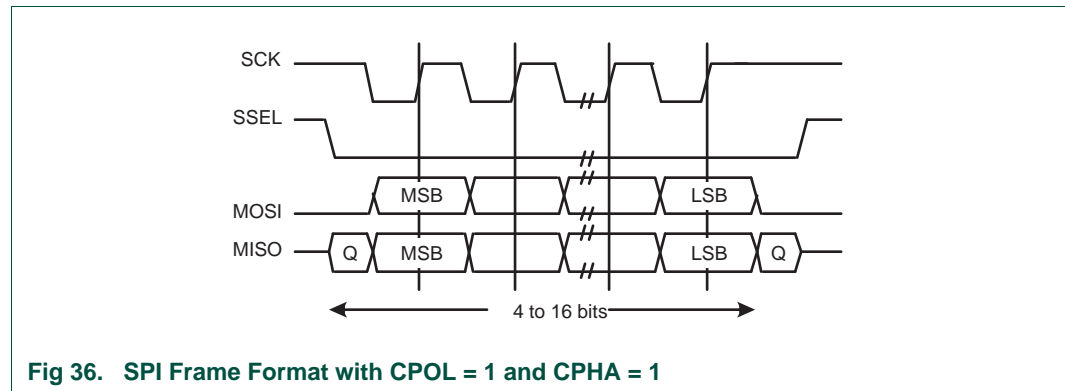 SCK
SSEL
MOSI MSB LSB
MISO Q MSB LSB Q
4 to 16 bits
Fig 36. SPI Frame Format with CPOL = 1 and CPHA = 1